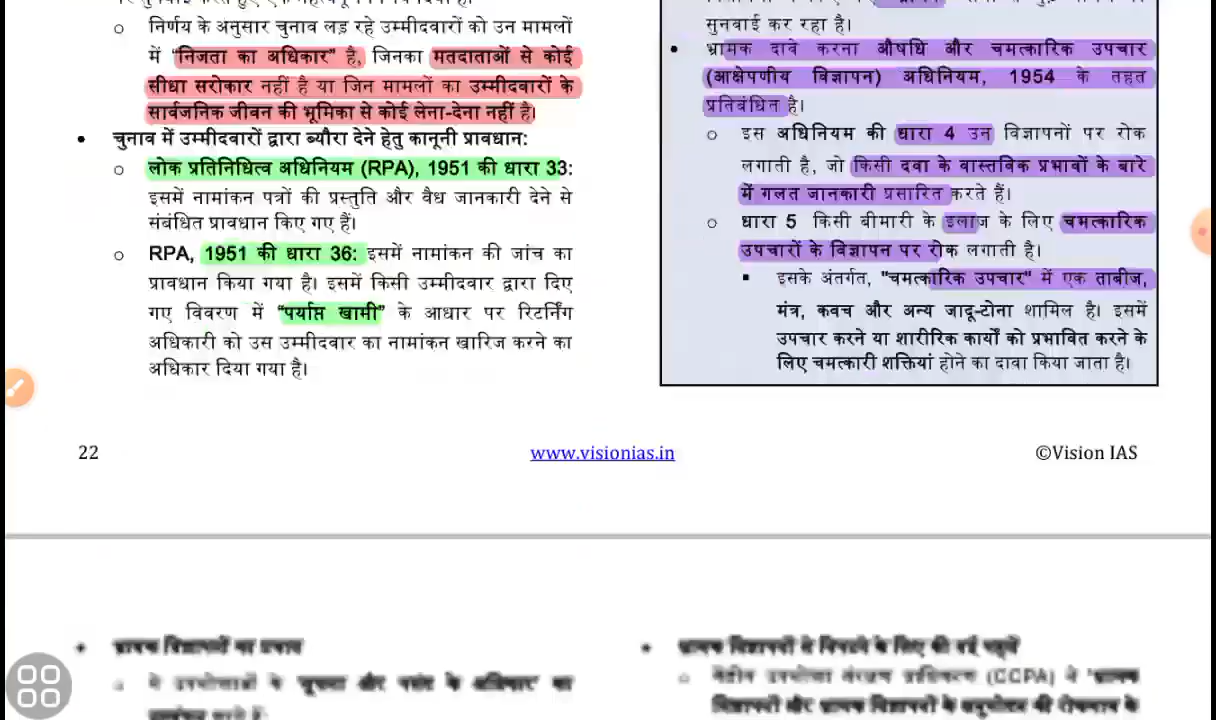 निर्णय के अनुसार चुनाव लड़ रहे उम्मीदवारों को उन मामलों
में "निजता का अधिकार" है, जिनका मतदाताओं से कोई
सीधा सरोकार नहीं है या जिन मामलों का उम्मीदवारों के
सार्वजनिक जीवन की भूमिका से कोई लेना-देना नहीं है।
• चुनाव में उम्मीदवारों द्वारा ब्यौरा देने हेतु कानूनी प्रावधान:
o लोक प्रतिनिधित्व अधिनियम (RPA), 1951 की धारा 33:
इसमें नामांकन पत्रों की प्रस्तुति और वैध जानकारी देने से
संबंधित प्रावधान किए गए हैं।
o RPA, 1951 की धारा 36: इसमें नामांकन की जांच का
प्रावधान किया गया है। इसमें किसी उम्मीदवार द्वारा दिए
गए विवरण में "पर्याप्त खामी" के आधार पर रिटर्निंग
अधिकारी को उस उम्मीदवार का नामांकन खारिज करने का
अधिकार दिया गया है।
सुनवाई कर रहा है।
• भ्रामक दावे करना औषधि और चमत्कारिक उपचार
(आक्षेपणीय विज्ञापन) अधिनियम, 1954 के तहत
प्रतिबंधित है।
o इस अधिनियम की धारा 4 उन विज्ञापनों पर रोक
लगाती है, जो किसी दवा के वास्तविक प्रभावों के बारे
में गलत जानकारी प्रसारित करते हैं।
o धारा 5 किसी बीमारी के इलाज के लिए चमत्कारिक
उपचारों के विज्ञापन पर रोक लगाती है।
▪ इसके अंतर्गत, "चमत्कारिक उपचार" में एक ताबीज,
मंत्र, कवच और अन्य जादू-टोना शामिल है। इसमें
उपचार करने या शारीरिक कार्यों को प्रभावित करने के
लिए चमत्कारी शक्तियां होने का दावा किया जाता है।
22
www.visionias.in
©Vision IAS